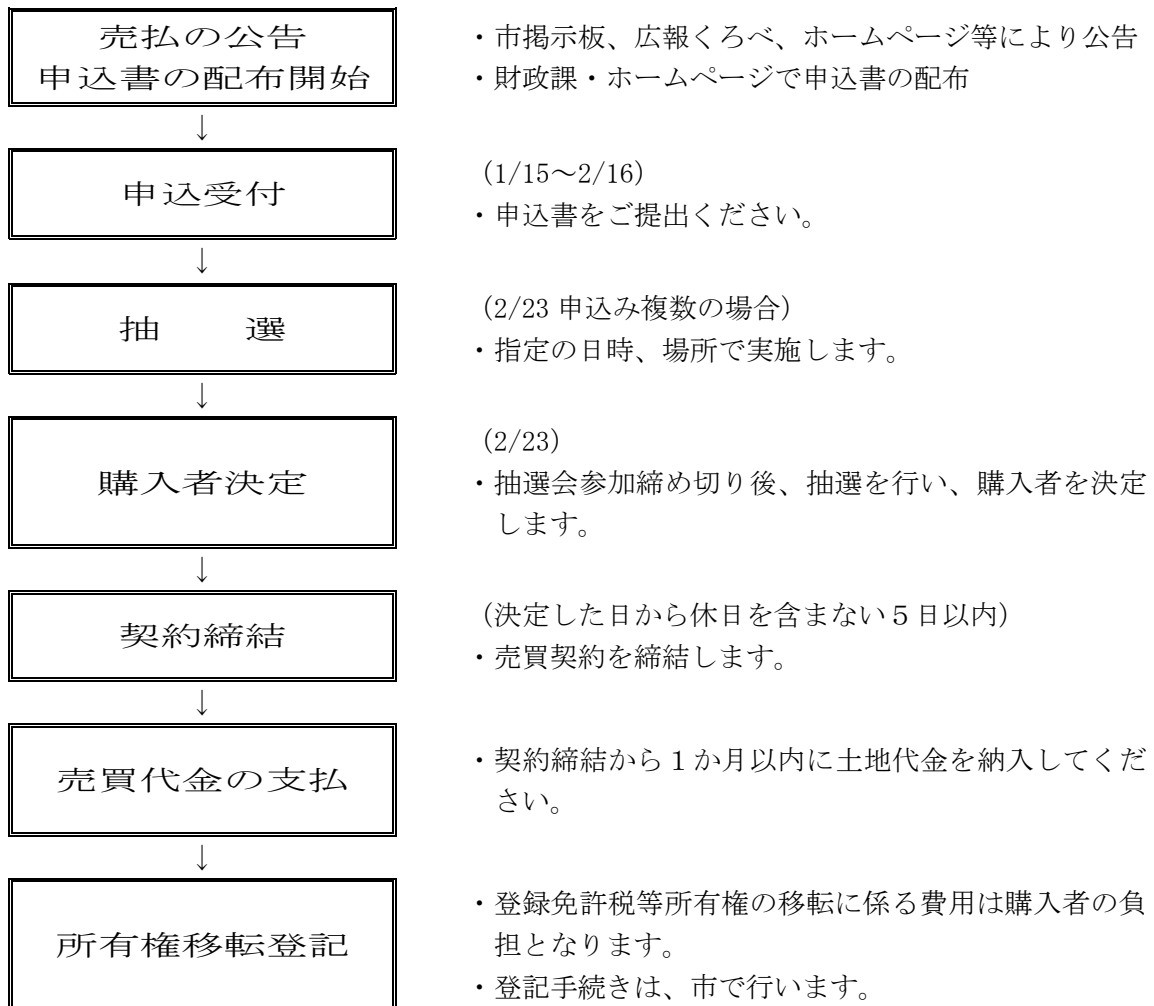 売払の公告
申込書の配布開始
・市掲示板、広報くろべ、ホームページ等により公告
・財政課・ホームページで申込書の配布
↓
申込受付
（1/15～2/16）
・申込書をご提出ください。
↓
抽　　選
（2/23 申込み複数の場合）
・指定の日時、場所で実施します。
↓
購入者決定
（2/23）
・抽選会参加締め切り後、抽選を行い、購入者を決定
します。
↓
契約締結
（決定した日から休日を含まない５日以内）
・売買契約を締結します。
↓
売買代金の支払
・契約締結から１か月以内に土地代金を納入してくだ
さい。
↓
所有権移転登記
・登録免許税等所有権の移転に係る費用は購入者の負
担となります。
・登記手続きは、市で行います。